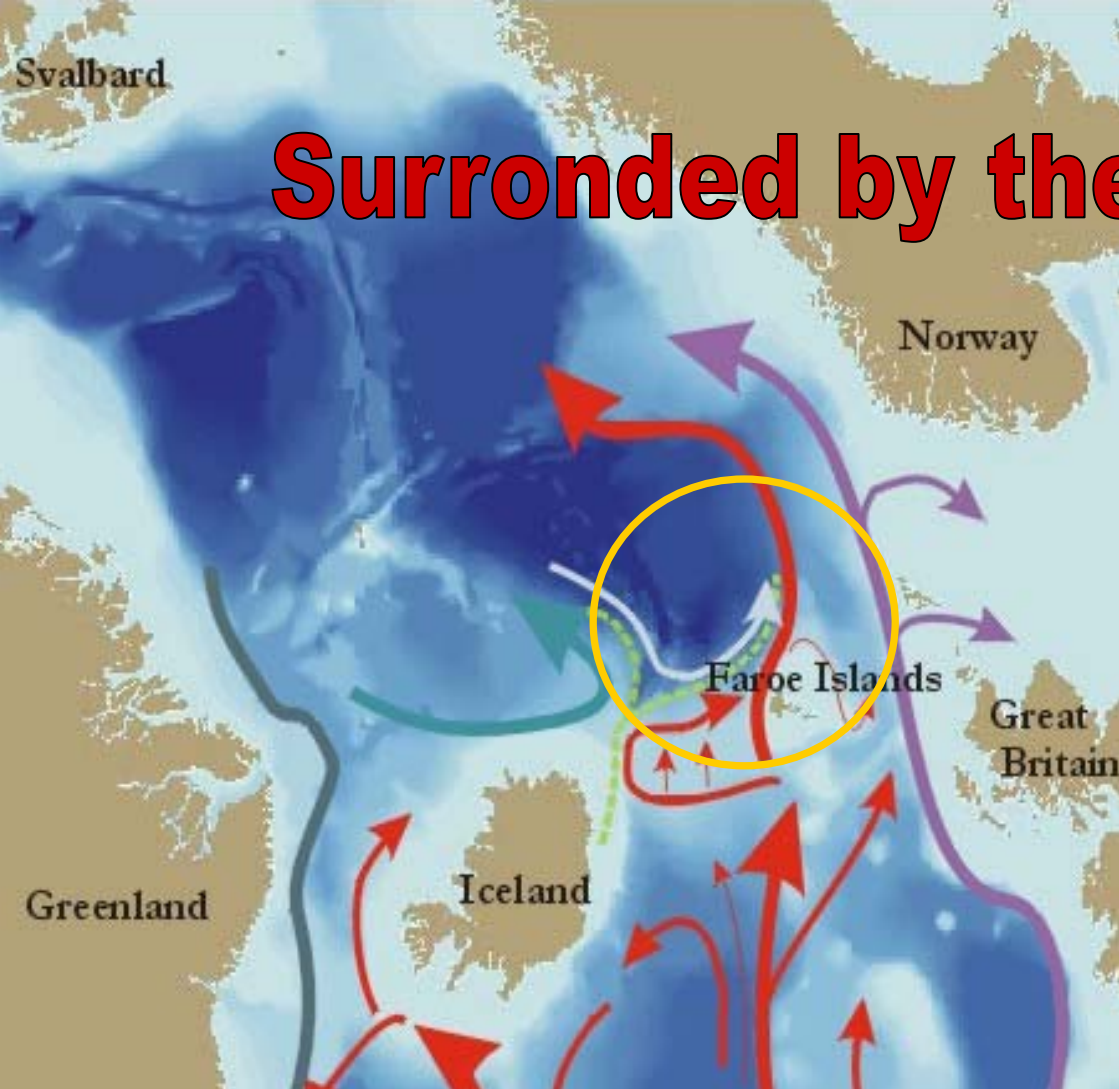 Svalbard
Surronded by the
Norway
Faroe Islands
Great
Britain
Iceland
Greenland